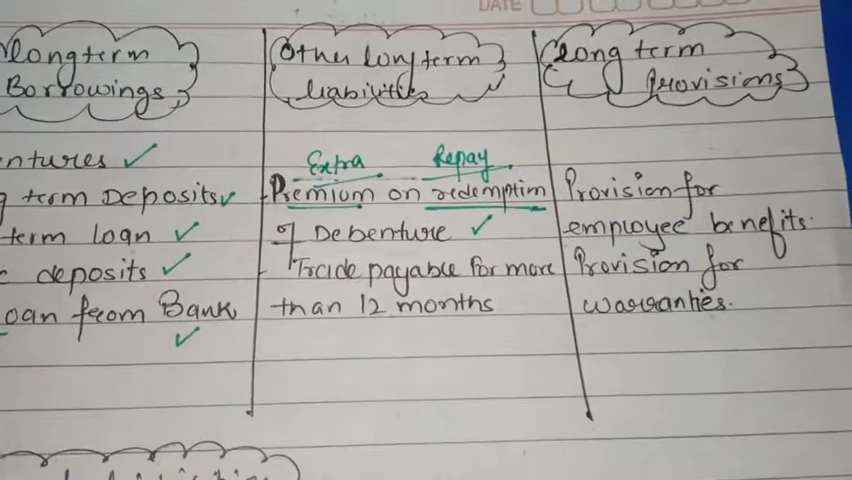 DATE
Longterm
Borrowings
Other long term
liabilities
Long term
Provisions
entures ✓
g term Deposits ✓
term loan ✓
deposits ✓
oan from Bank
✓
Extra Repay
- Premium on redemption
of Debenture ✓
- Trade payable for more
than 12 months
Provision for
employee benefits.
Provision for
warranties.